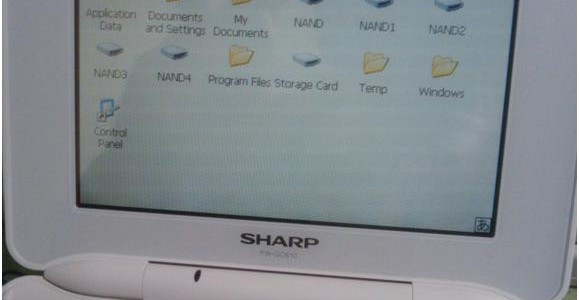 Application
Data
Documents
and Settings
My
Documents
NAND
NAND1
NAND2
NAND3
NAND4
Program Files
Storage Card
Temp
Windows
Control
Panel
あ
SHARP